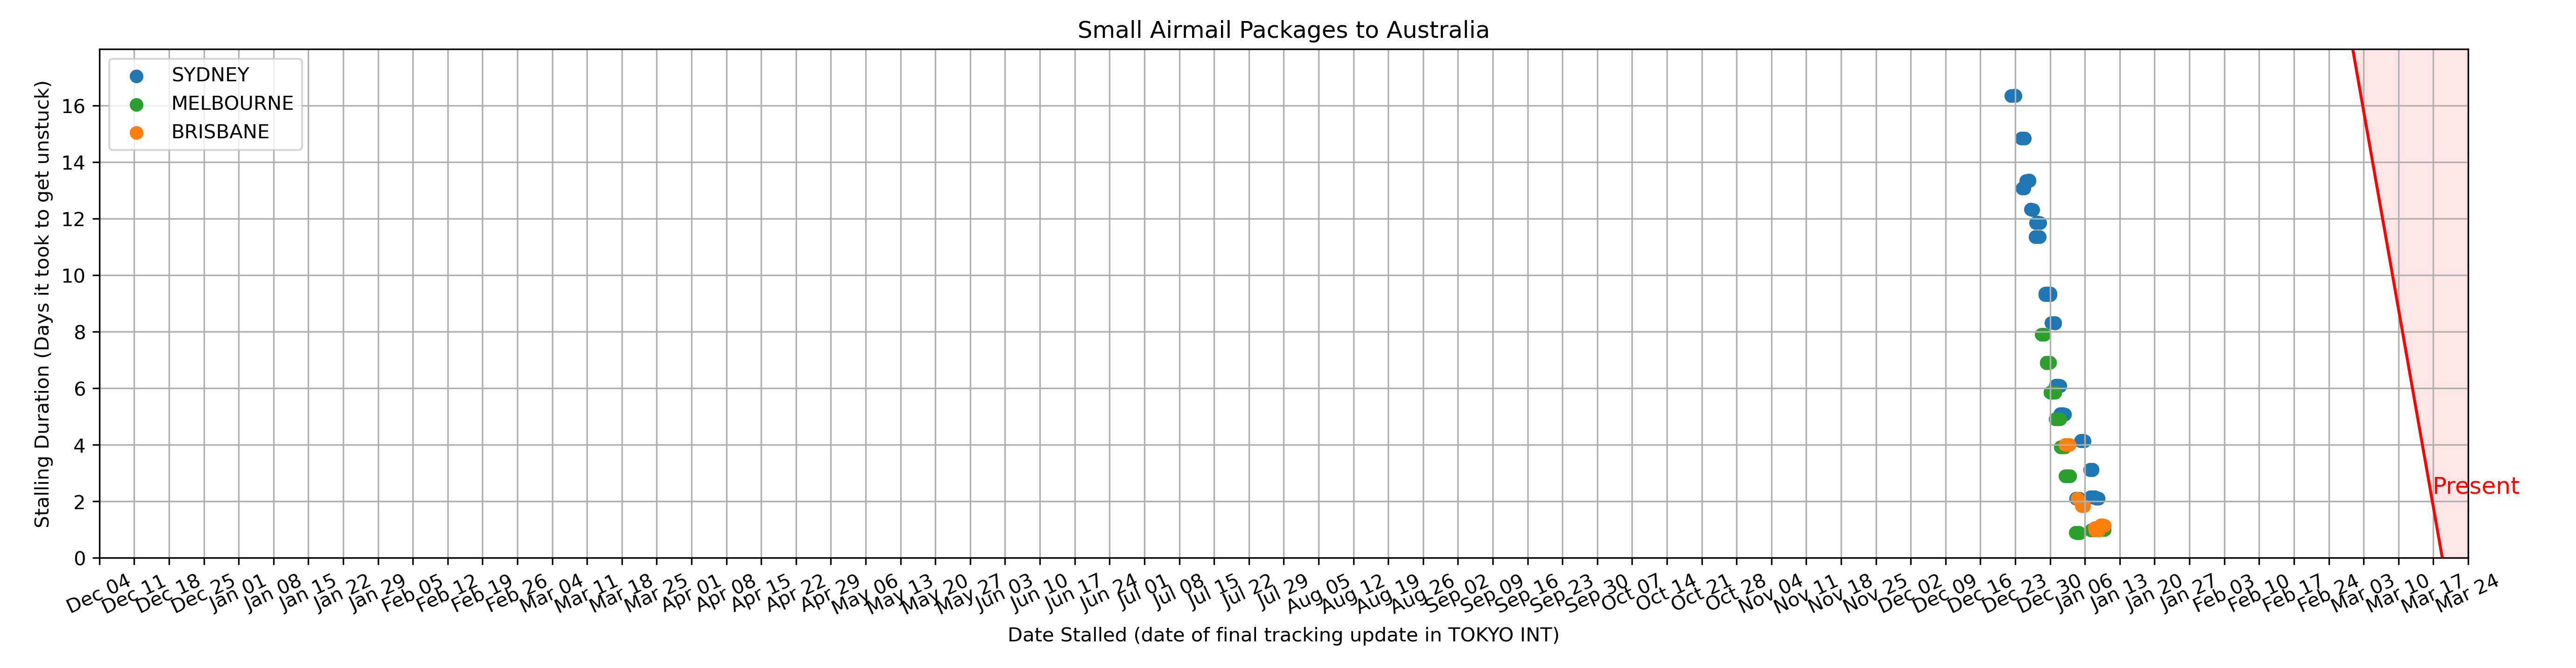 Small Airmail Packages to Australia
SYDNEY
MELBOURNE
BRISBANE
Stalling Duration (Days it took to get unstuck)
16
14
12
10
8
6
4
2
0
Present
Dec 04 Dec 11 Dec 18 Dec 25 Jan 01 Jan 08 Jan 15 Jan 22 Jan 29 Feb 05 Feb 12 Feb 19 Feb 26 Mar 04 Mar 11 Mar 18 Mar 25 Apr 01 Apr 08 Apr 15 Apr 22 Apr 29 May 06 May 13 May 20 May 27 Jun 03 Jun 10 Jun 17 Jun 24 Jul 01 Jul 08 Jul 15 Jul 22 Jul 29 Aug 05 Aug 12 Aug 19 Aug 26 Sep 02 Sep 09 Sep 16 Sep 23 Sep 30 Oct 07 Oct 14 Oct 21 Oct 28 Nov 04 Nov 11 Nov 18 Nov 25 Dec 02 Dec 09 Dec 16 Dec 23 Dec 30 Jan 06 Jan 13 Jan 20 Jan 27 Feb 03 Feb 10 Feb 17 Feb 24 Mar 03 Mar 10 Mar 17 Mar 24
Date Stalled (date of final tracking update in TOKYO INT)